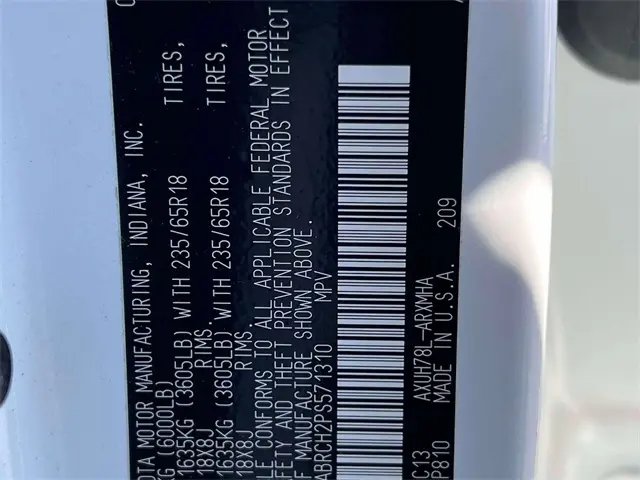 OTA MOTOR MANUFACTURING, INDIANA, INC.
KG (6000LB)
1635KG (3605LB) WITH 235/65R18 TIRES,
18X8J RIMS.
1635KG (3605LB) WITH 235/65R18 TIRES,
18X8J RIMS.
LE CONFORMS TO ALL APPLICABLE FEDERAL MOTOR
FETY AND THEFT PREVENTION STANDARDS IN EFFECT
F MANUFACTURE SHOWN ABOVE.
ABRCH2PS571310 MPV
C13 AXUH78L-ARXMHA
P810 MADE IN U.S.A. 209